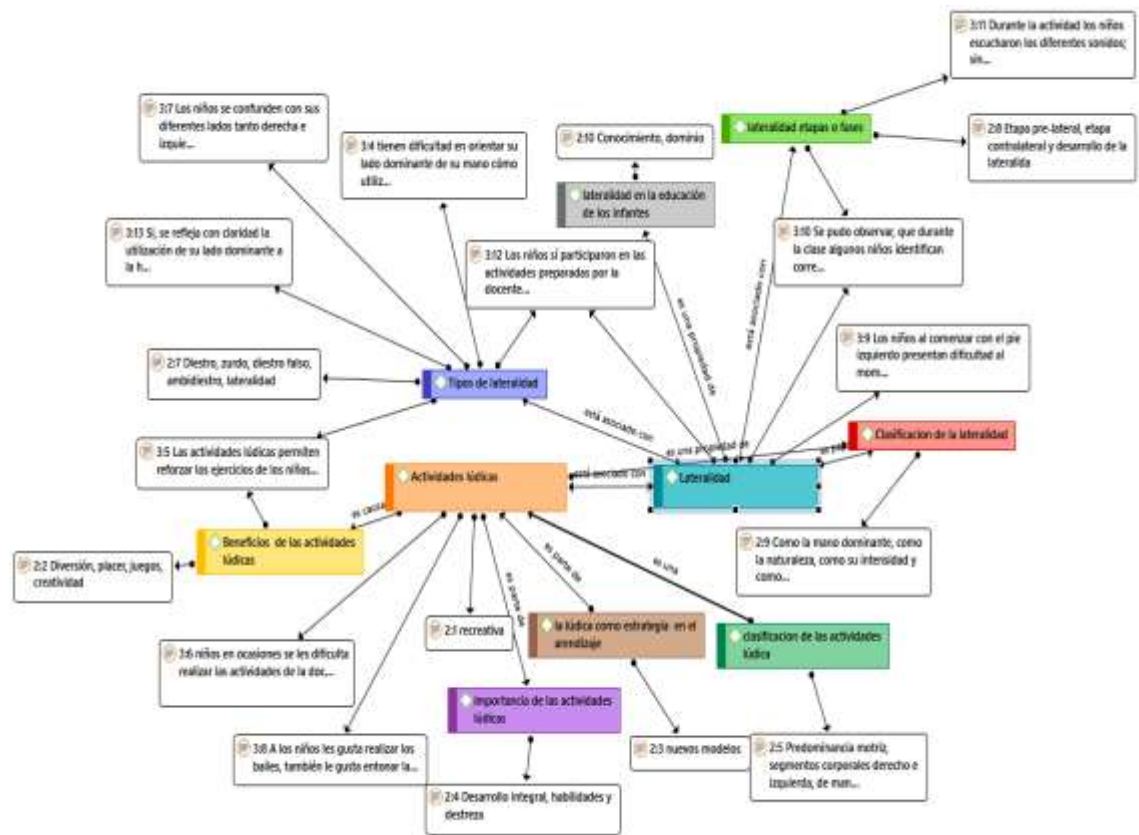 3:11 Durante la actividad los niños
escucharon los diferentes sonidos;
sin...
3:7 Los niños se confunden con sus
diferentes lados tanto derecha e
izquie...
lateralidad etapas o fases
2:10 Conocimiento, dominio
2:8 Etapa pre-lateral, etapa
contralateral y desarrollo de la
lateralida
3:4 tienen dificultad en orientar su
lado dominante de su mano cómo
utiliz...
lateralidad en la educación
de los infantes
3:13 Si, se refleja con claridad la
utilización de su lado dominante a
la h...
3:12 Los niños sí participaron en las
actividades preparadas por la
docente...
3:10 Se pudo observar, que durante
la clase algunos niños identifican
corre...
está asociado con
es una propiedad de
3:9 Los niños al comenzar con el pie
izquierdo presentan dificultad al
mom...
2:7 Diestro, zurdo, diestro falso,
ambidiestro, lateralidad
Tipos de lateralidad
está asociado con
es una propiedad de
Clasificacion de la lateralidad
3:5 Las actividades lúdicas permiten
reforzar los ejercicios de los niños...
Actividades lúdicas
está asociado con
Lateralidad
es causa
Beneficios de las actividades
lúdicas
2:2 Diversión, placer, juegos,
creatividad
2:9 Como la mano dominante, como
la naturaleza, como su intensidad y
como...
es parte de
es parte de
es una
2:1 recreativa
la lúdica como estrategia en el
arendizaje
clasificacion de las actividades
lúdica
3:6 niños en ocasiones se les dificulta
realizar las actividades de la doc,...
importancia de las actividades
lúdicas
3:8 A los niños les gusta realizar los
bailes, también le gusta entonar la...
2:3 nuevos modelos
2:5 Predominancia motriz,
segmentos corporales derecho e
izquierda, de man...
2:4 Desarrollo integral, habilidades y
destreza